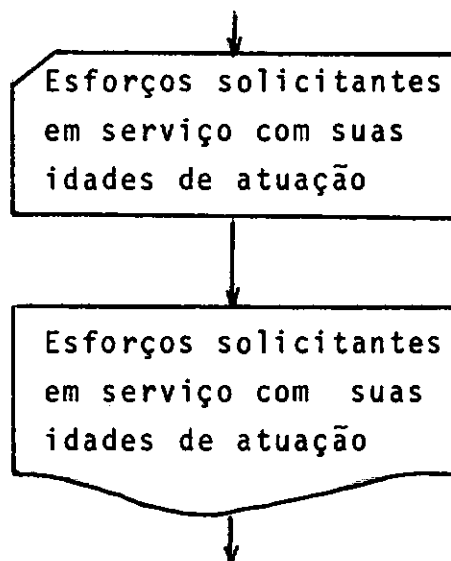 Esforços solicitantes
em serviço com suas
idades de atuação
Esforços solicitantes
em serviço com suas
idades de atuação